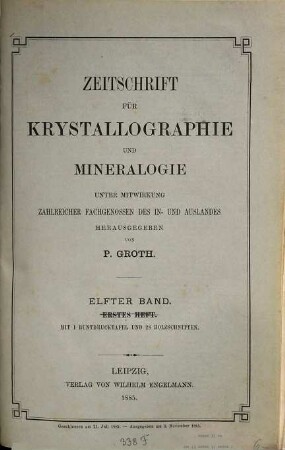 ZEITSCHRIFT
FÜR
KRYSTALLOGRAPHIE
UND
MINERALOGIE
UNTER MITWIRKUNG
ZAHLREICHER FACHGENOSSEN DES IN- UND AUSLANDES
HERAUSGEGEBEN
VON
P. GROTH.
ELFTER BAND.
ERSTES HEFT.
MIT 1 BUNTDRUCKTAFEL UND 28 HOLZSCHNITTEN.
LEIPZIG,
VERLAG VON WILHELM ENGELMANN.
1885.